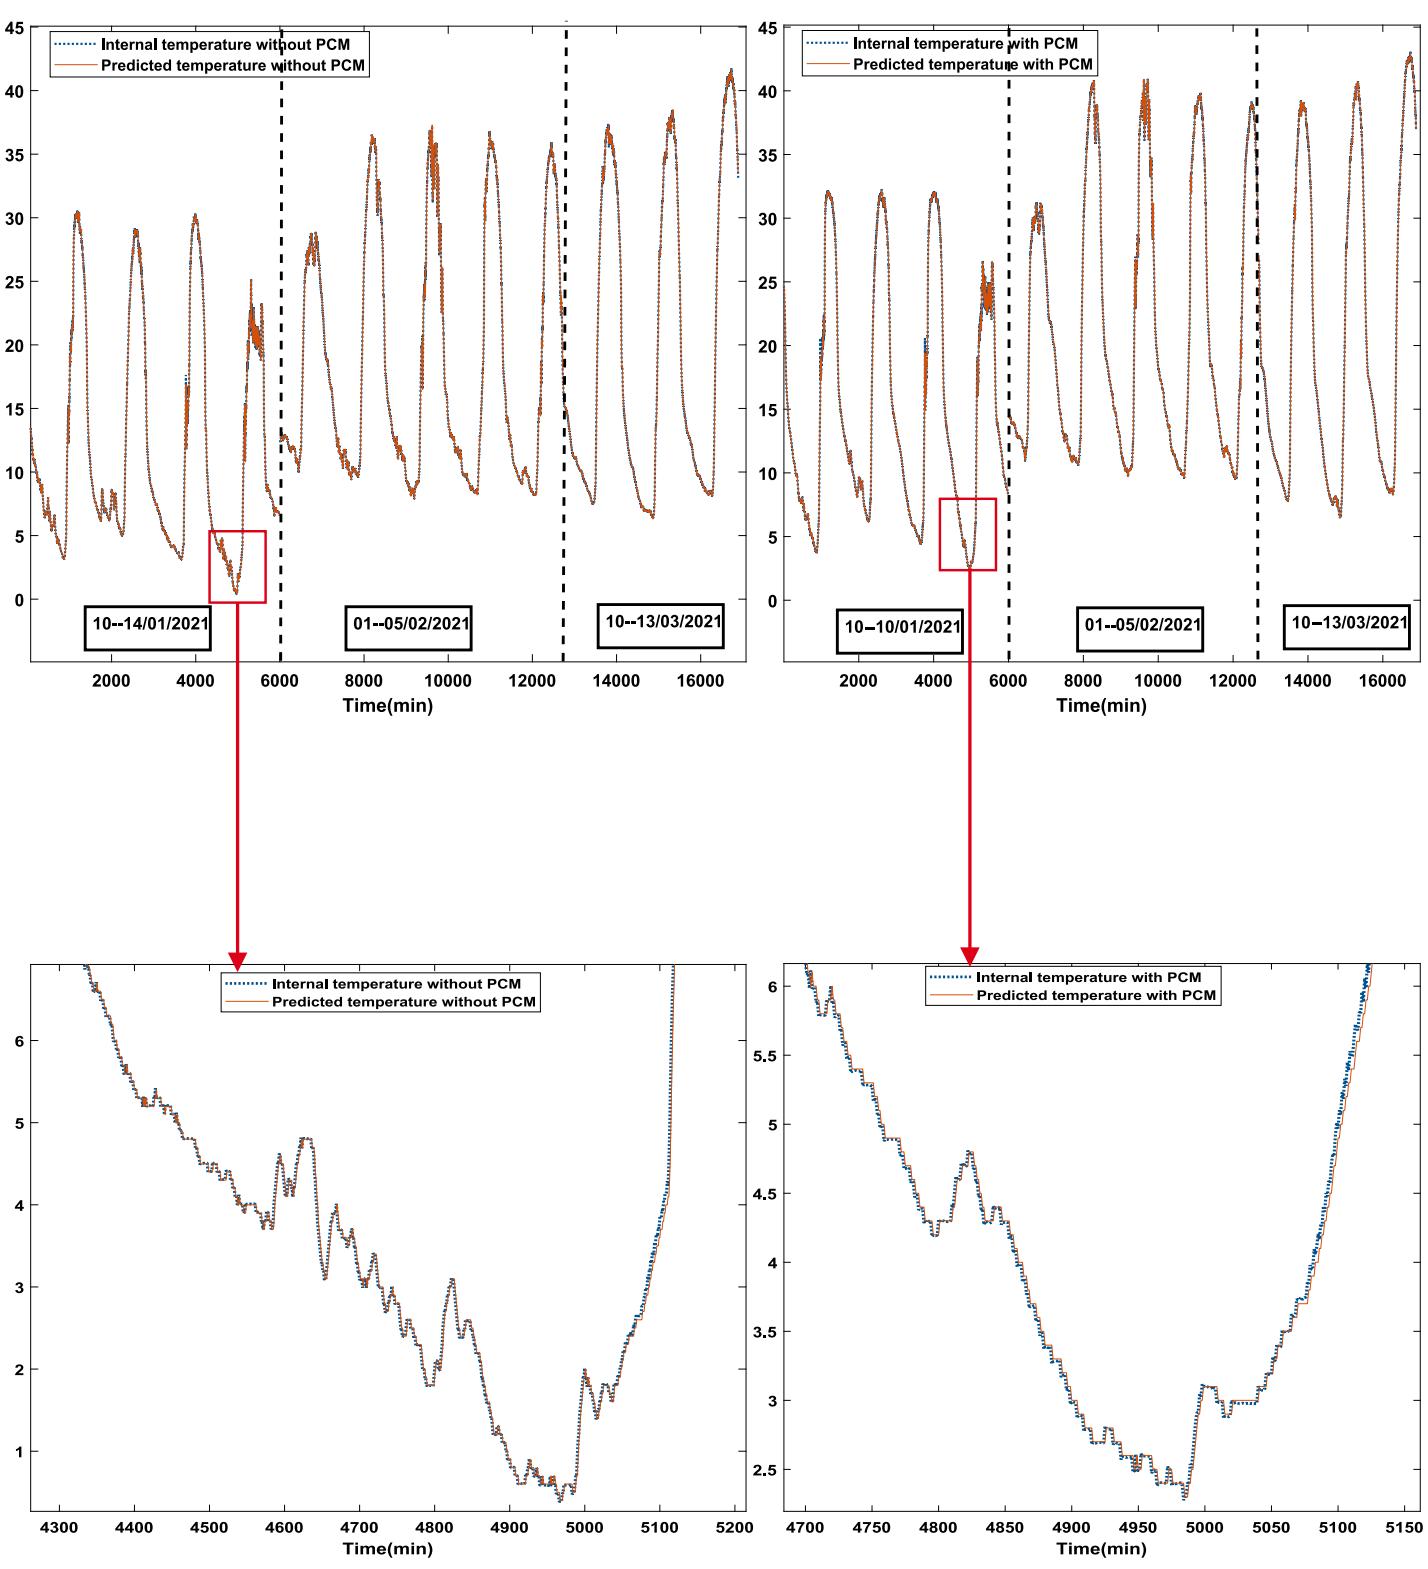 45
40
35
30
25
20
15
10
5
0
Internal temperature without PCM
Predicted temperature without PCM
10--14/01/2021
01--05/02/2021
10--13/03/2021
2000 4000 6000 8000 10000 12000 14000 16000
Time(min)
45
40
35
30
25
20
15
10
5
0
Internal temperature with PCM
Predicted temperature with PCM
10–10/01/2021
01--05/02/2021
10–13/03/2021
2000 4000 6000 8000 10000 12000 14000 16000
Time(min)
6
5
4
3
2
1
Internal temperature without PCM
Predicted temperature without PCM
4300 4400 4500 4600 4700 4800 4900 5000 5100 5200
Time(min)
6
5.5
5
4.5
4
3.5
3
2.5
Internal temperature with PCM
Predicted temperature with PCM
4700 4750 4800 4850 4900 4950 5000 5050 5100 5150
Time(min)